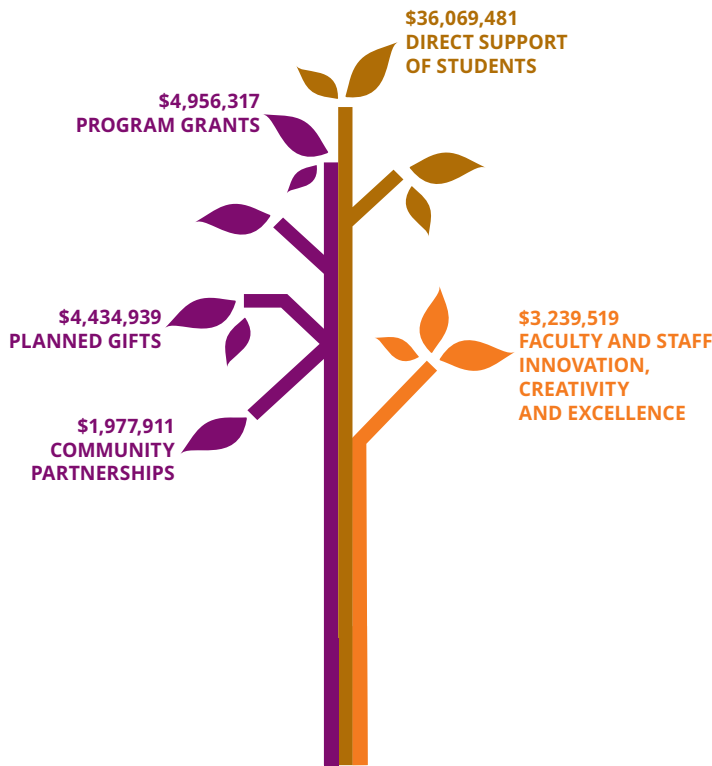 $36,069,481
DIRECT SUPPORT
OF STUDENTS
$4,956,317
PROGRAM GRANTS
$4,434,939
PLANNED GIFTS
$3,239,519
FACULTY AND STAFF
INNOVATION,
CREATIVITY
AND EXCELLENCE
$1,977,911
COMMUNITY
PARTNERSHIPS